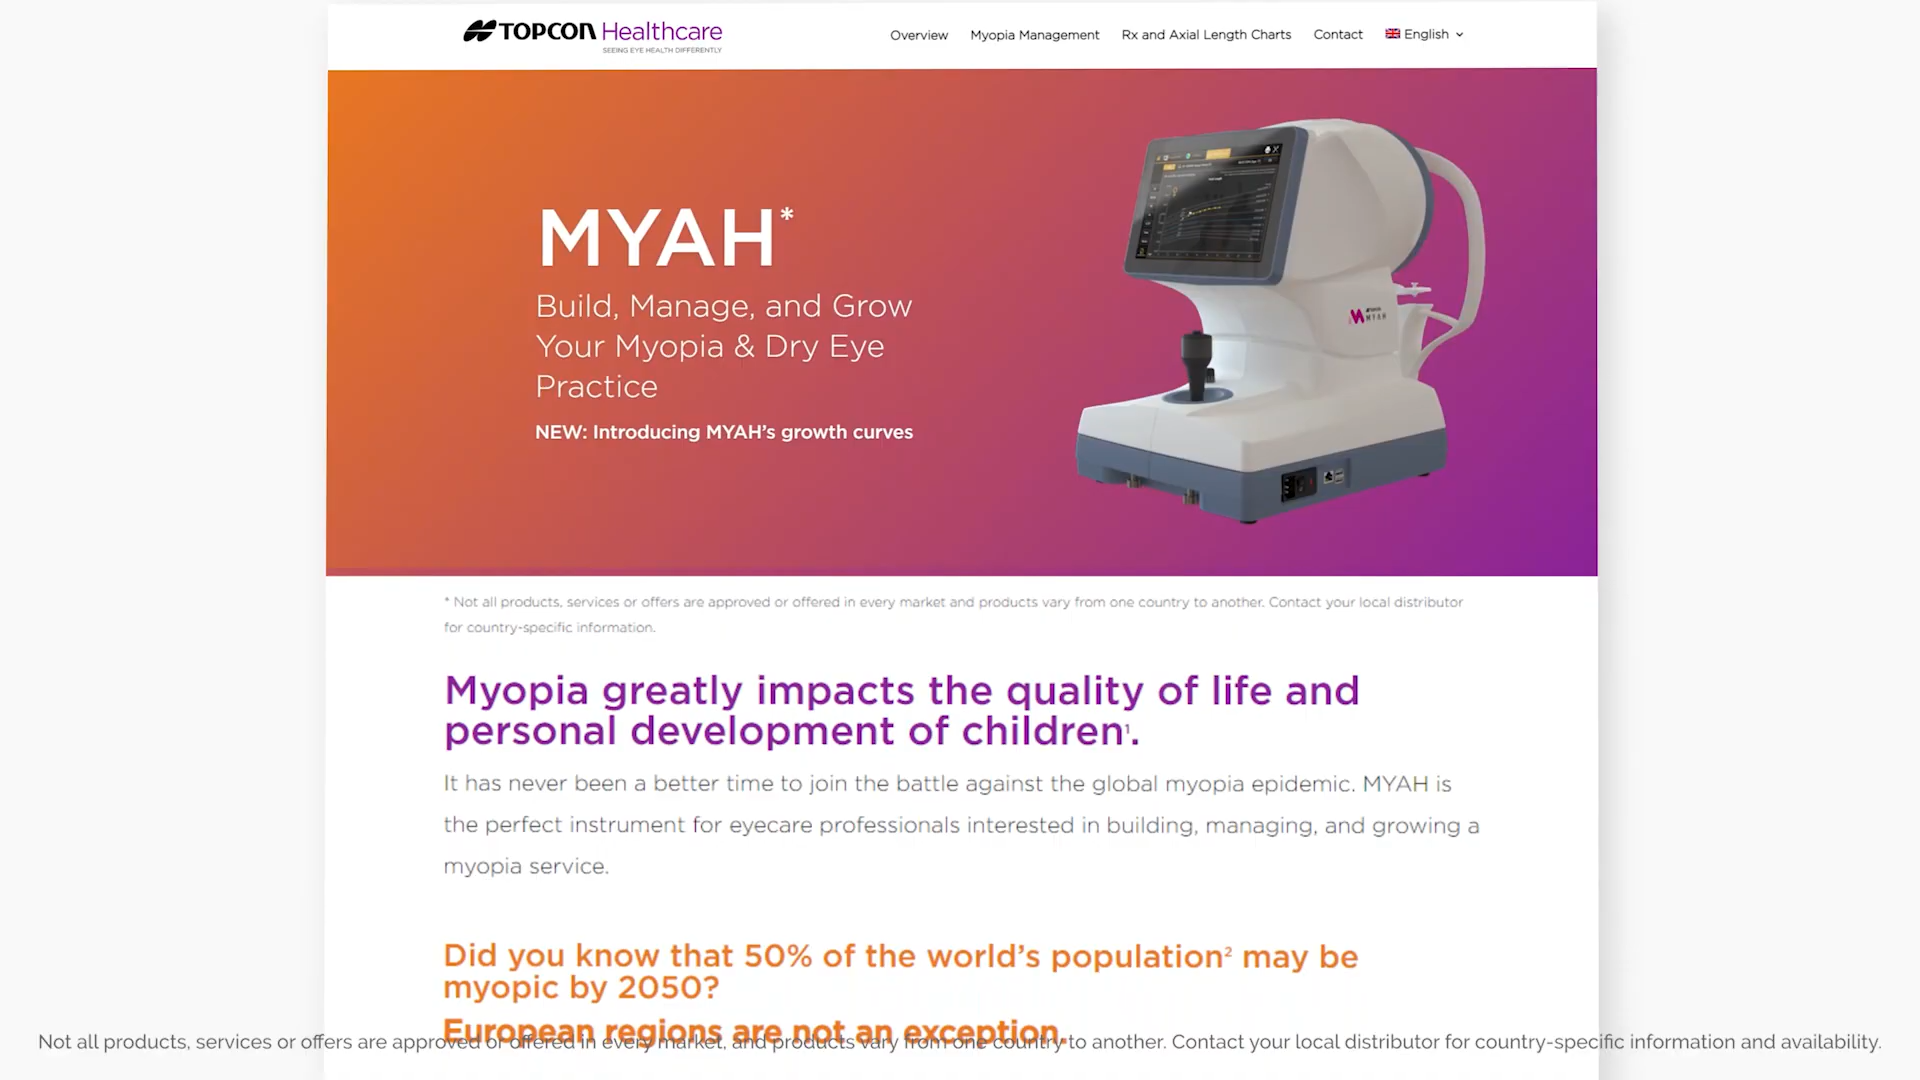 TOPCON Healthcare
SEEING EYE HEALTH DIFFERENTLY
Overview Myopia Management Rx and Axial Length Charts Contact English
MYAH*
Build, Manage, and Grow
Your Myopia & Dry Eye
Practice
NEW: Introducing MYAH’s growth curves
TOPCON
MYAH
* Not all products, services or offers are approved or offered in every market and products vary from one country to another. Contact your local distributor
for country-specific information.
Myopia greatly impacts the quality of life and
personal development of children¹.
It has never been a better time to join the battle against the global myopia epidemic. MYAH is
the perfect instrument for eyecare professionals interested in building, managing, and growing a
myopia service.
Did you know that 50% of the world’s population² may be
myopic by 2050?
European regions are not an exception.
Not all products, services or offers are approved or offered in every market, and products vary from one country to another. Contact your local distributor for country-specific information and availability.